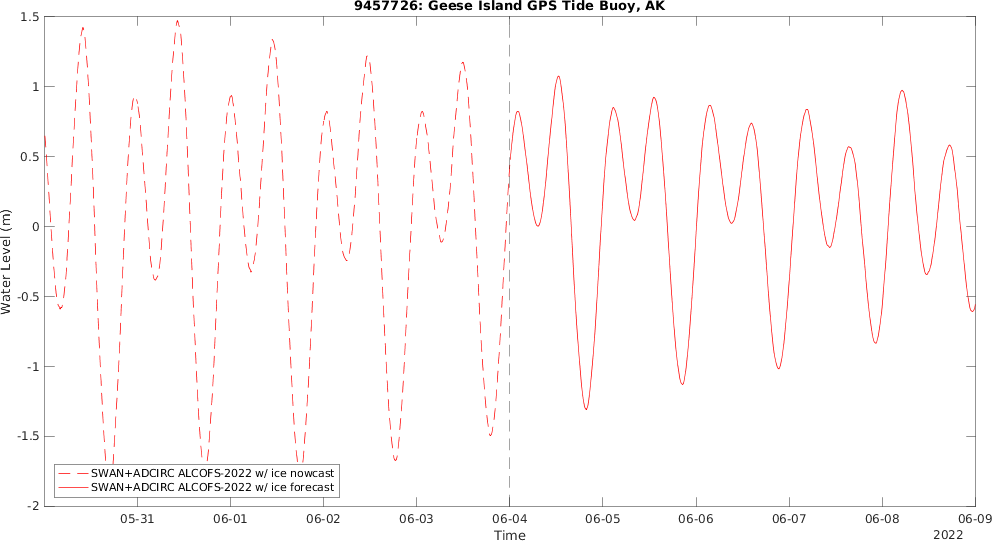 9457726: Geese Island GPS Tide Buoy, AK
1.5
1
0.5
0
-0.5
-1
-1.5
-2
Water Level (m)
SWAN+ADCIRC ALCOFS-2022 w/ ice nowcast
SWAN+ADCIRC ALCOFS-2022 w/ ice forecast
05-31 06-01 06-02 06-03 06-04 06-05 06-06 06-07 06-08 06-09
Time
2022